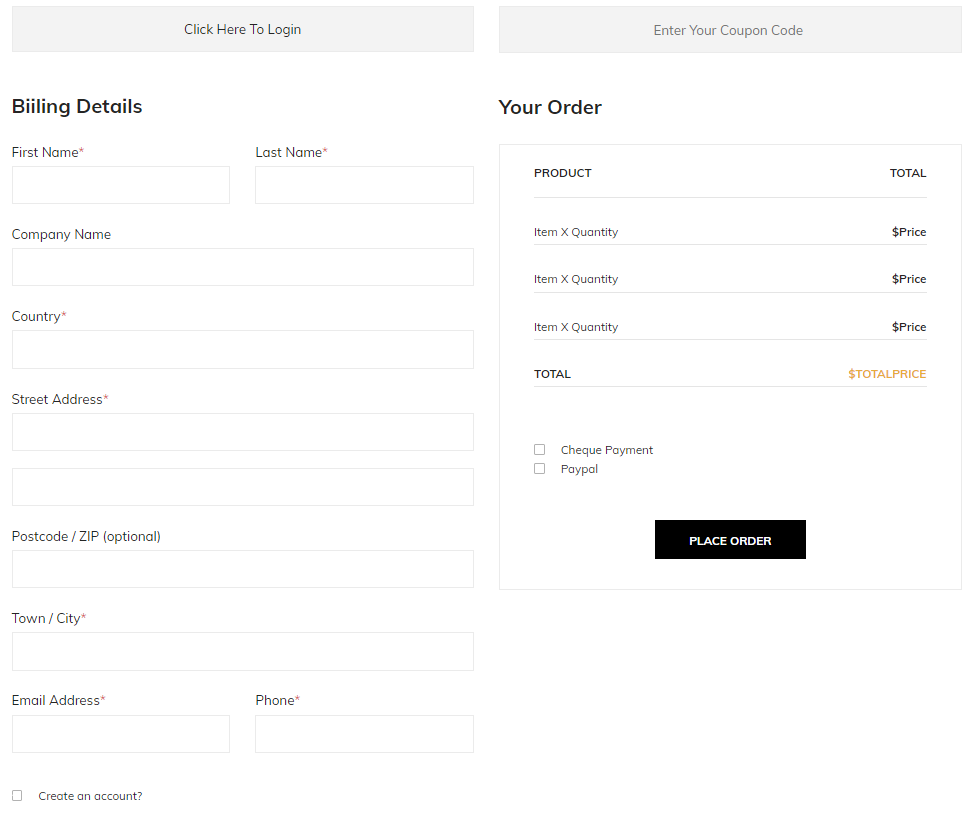 Click Here To Login
Enter Your Coupon Code
Biiling Details
First Name*
Last Name*
Company Name
Country*
Street Address*
Postcode / ZIP (optional)
Town / City*
Email Address*
Phone*
Create an account?
Your Order
PRODUCT TOTAL
Item X Quantity $Price
Item X Quantity $Price
Item X Quantity $Price
TOTAL $TOTALPRICE
Cheque Payment
Paypal
PLACE ORDER